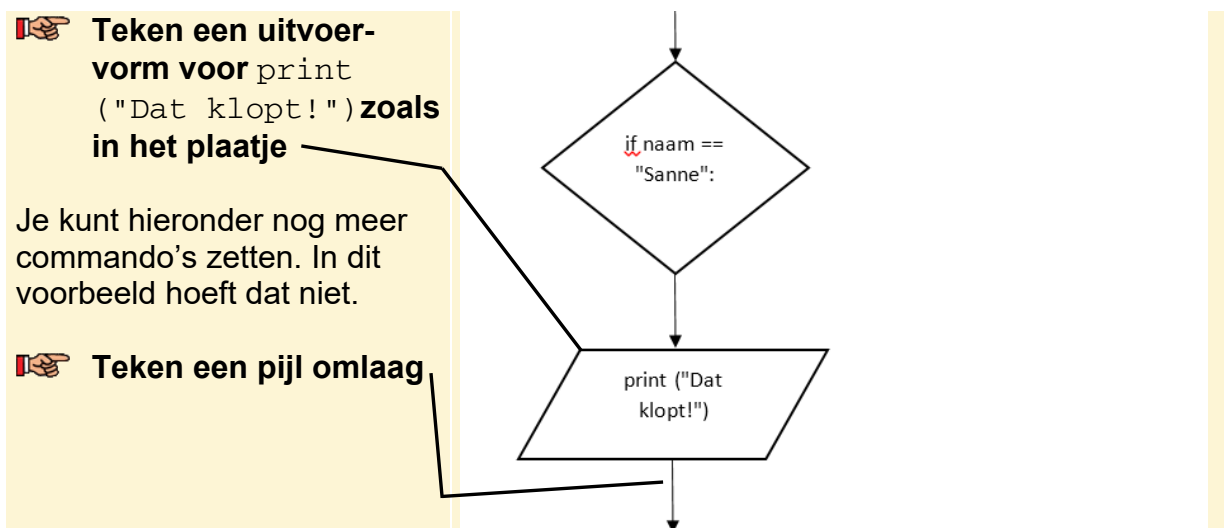 Teken een uitvoer-
vorm voor print
("Dat klopt!")zoals
in het plaatje
Je kunt hieronder nog meer
commando’s zetten. In dit
voorbeeld hoeft dat niet.
Teken een pijl omlaag
if naam ==
"Sanne":
print ("Dat
klopt!")